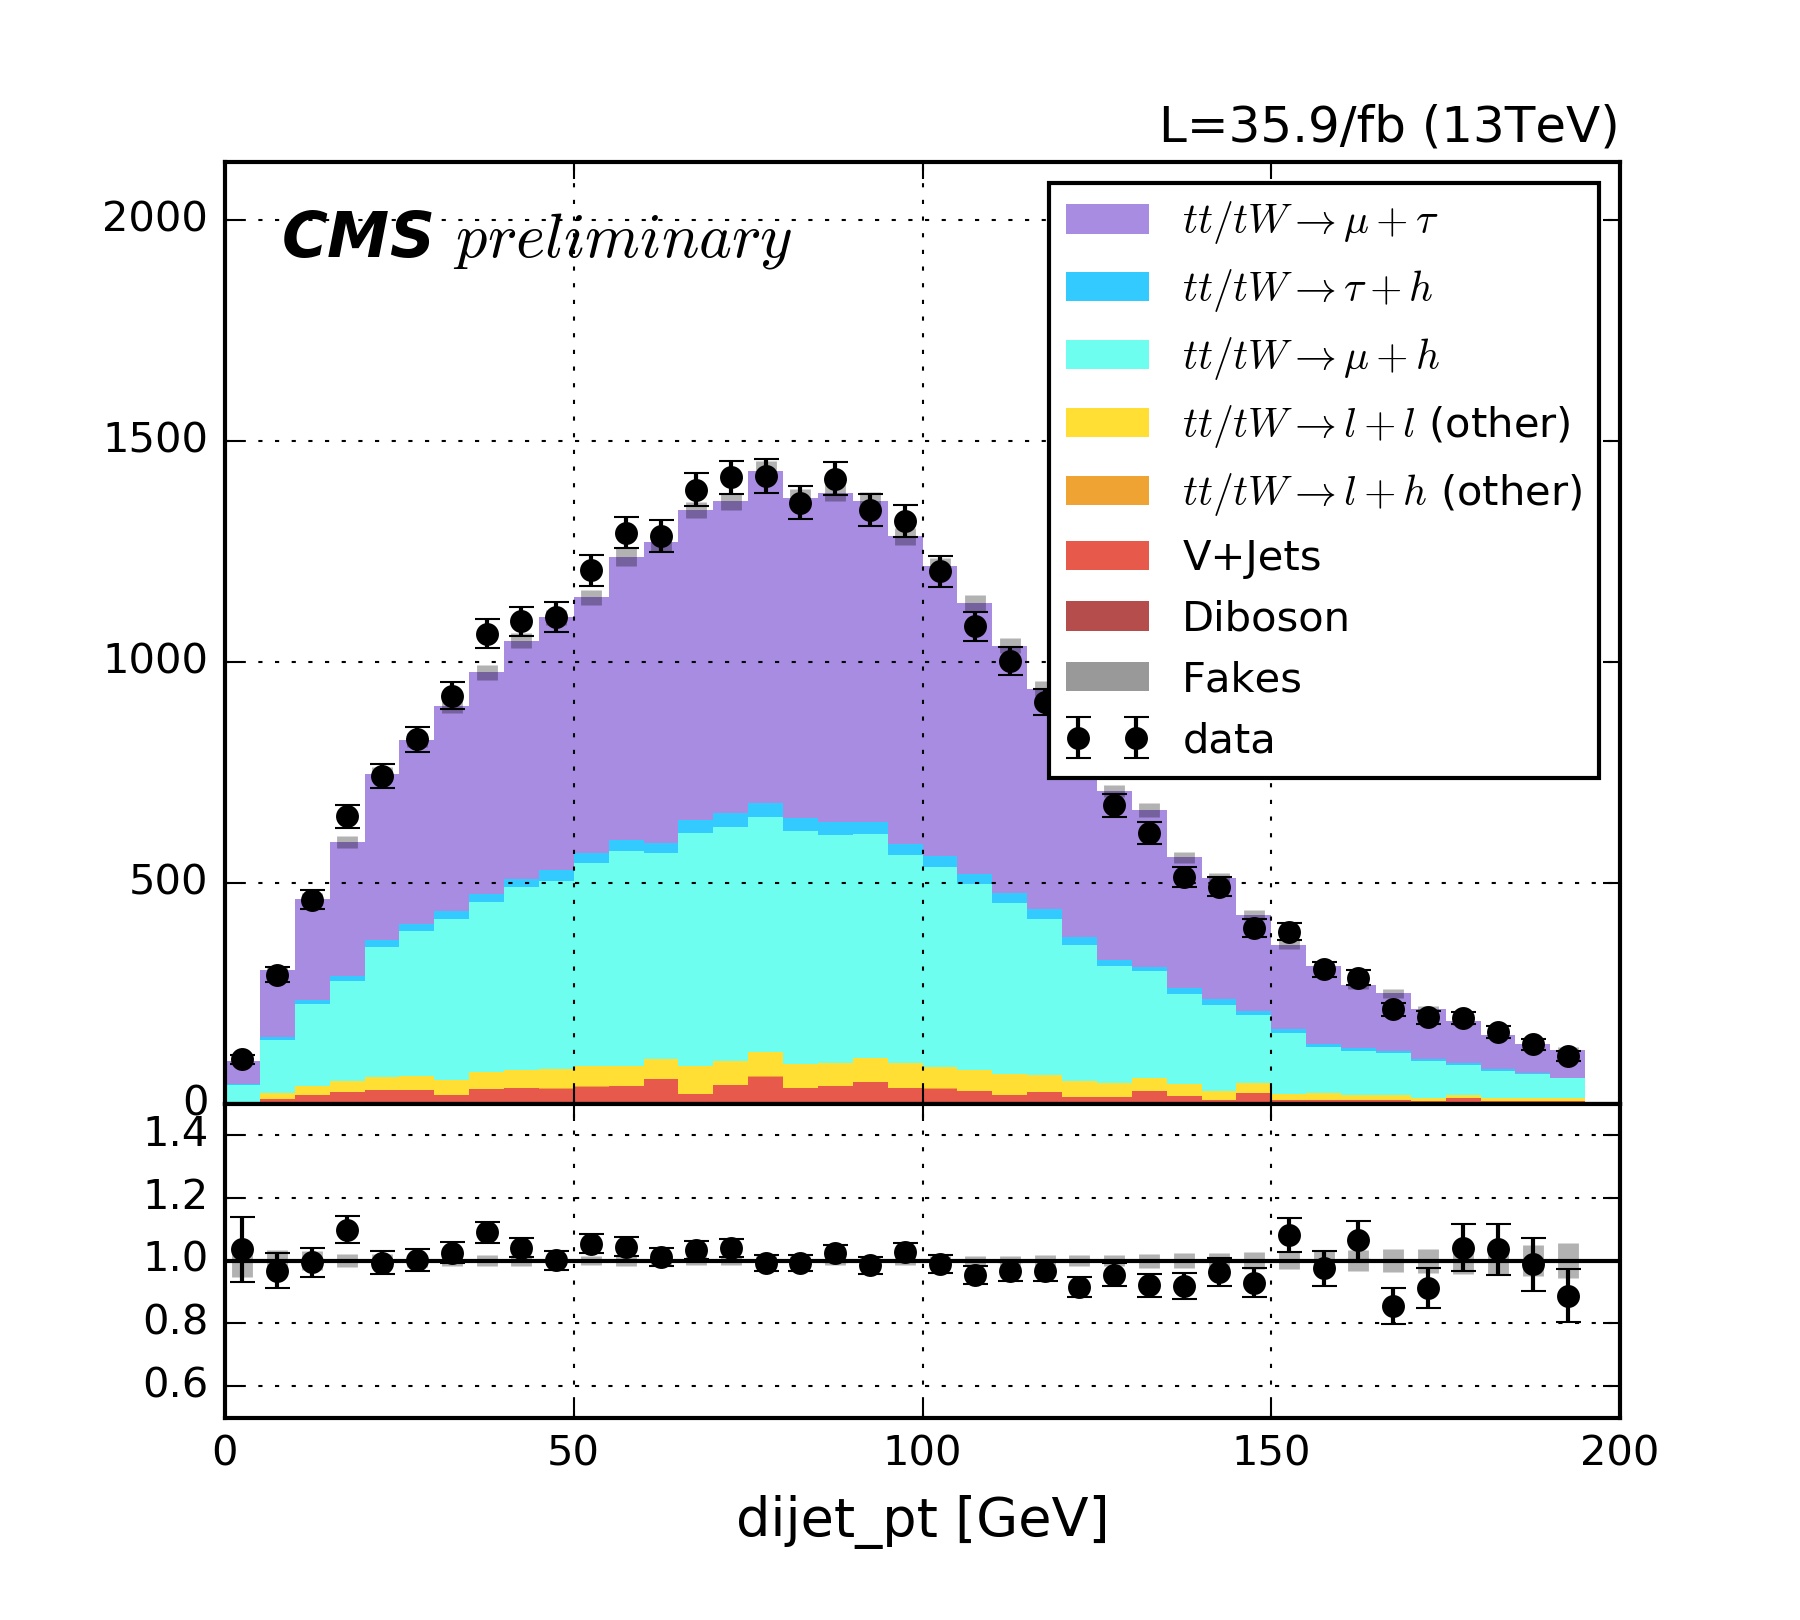 L=35.9/fb (13TeV)
CMS preliminary
2000
1500
1000
500
0
tt/tW→μ+τ
tt/tW→τ+h
tt/tW→μ+h
tt/tW→l+l (other)
tt/tW→l+h (other)
V+Jets
Diboson
Fakes
data
1.4
1.2
1.0
0.8
0.6
0 50 100 150 200
dijet_pt [GeV]